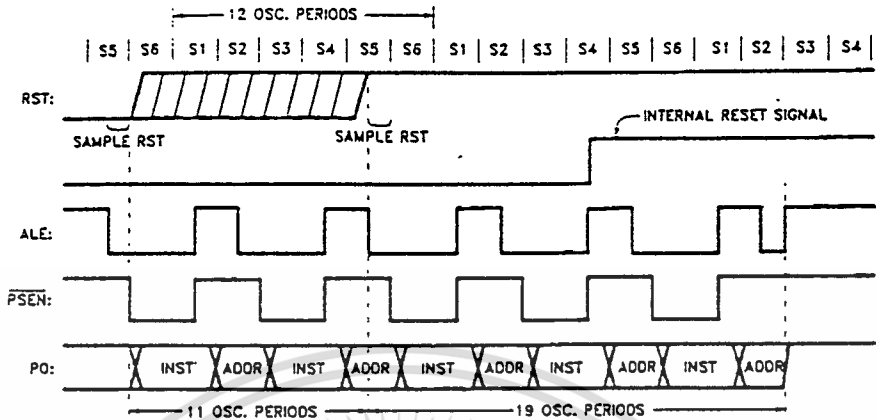 12 OSC. PERIODS
S5 S6 S1 S2 S3 S4 S5 S6 S1 S2 S3 S4 S5 S6 S1 S2 S3 S4
RST:
SAMPLE RST SAMPLE RST
INTERNAL RESET SIGNAL
ALE:
PSEN:
P0: INST ADDR INST ADDR INST ADDR INST ADDR INST ADDR
11 OSC. PERIODS 19 OSC. PERIODS